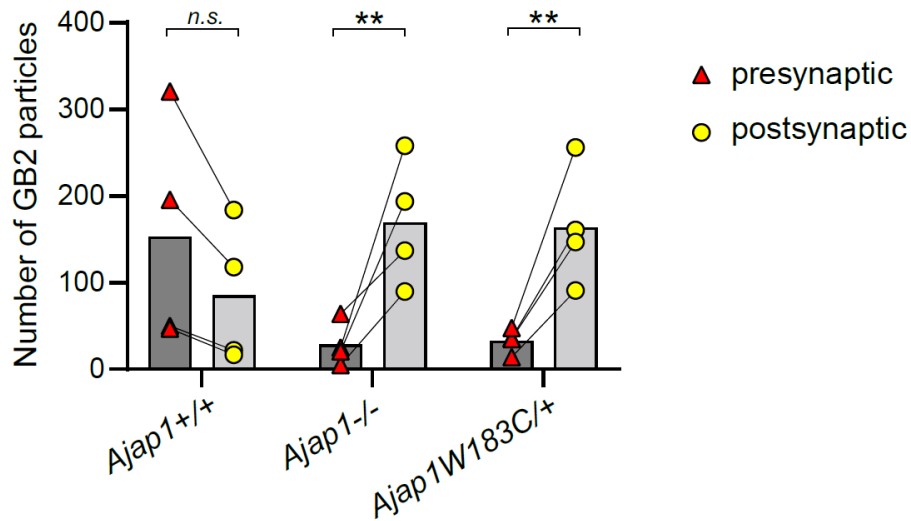 400
300
200
100
0
Number of GB2 particles
n.s.
**
**
presynaptic
postsynaptic
Ajap1+/+
Ajap1-/-
Ajap1W183C/+